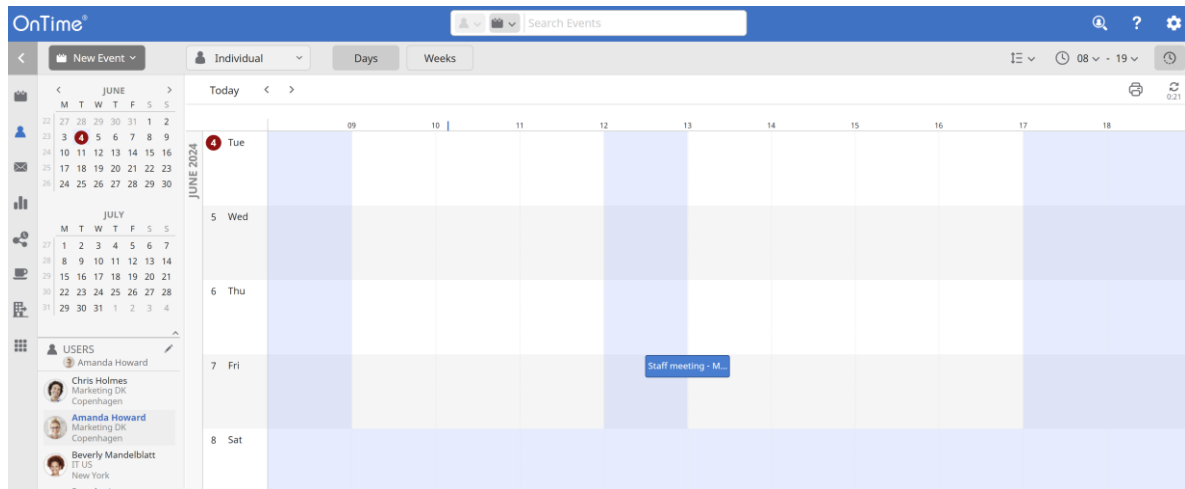 OnTime®
Search Events
New Event
Individual
Days
Weeks
08 - 19
JUNE
M T W T F S S
22 27 28 29 30 31 1 2
23 3 4 5 6 7 8 9
24 10 11 12 13 14 15 16
25 17 18 19 20 21 22 23
26 24 25 26 27 28 29 30
JULY
M T W T F S S
27 1 2 3 4 5 6 7
28 8 9 10 11 12 13 14
29 15 16 17 18 19 20 21
30 22 23 24 25 26 27 28
31 29 30 31 1 2 3 4
USERS
Amanda Howard
Chris Holmes
Marketing DK
Copenhagen
Amanda Howard
Marketing DK
Copenhagen
Beverly Mandelblatt
IT US
New York
Today < >
0:21
09 10 11 12 13 14 15 16 17 18
JUNE 2024
4 Tue
5 Wed
6 Thu
7 Fri
Staff meeting - M...
8 Sat